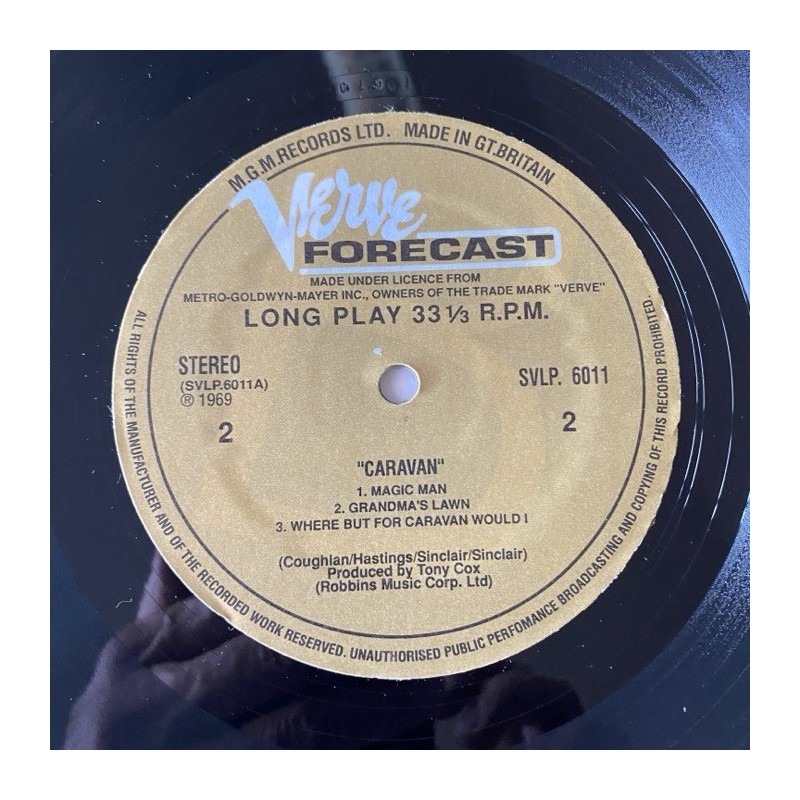 M.G.M.RECORDS LTD. MADE IN GT.BRITAIN
Verve
FORECAST
MADE UNDER LICENCE FROM
METRO-GOLDWYN-MAYER INC., OWNERS OF THE TRADE MARK "VERVE"
LONG PLAY 33 1/3 R.P.M.
STEREO
(SVLP.6011A)
℗ 1969
2
SVLP. 6011
2
"CARAVAN"
1. MAGIC MAN
2. GRANDMA'S LAWN
3. WHERE BUT FOR CARAVAN WOULD I
(Coughlan/Hastings/Sinclair/Sinclair)
Produced by Tony Cox
(Robbins Music Corp. Ltd)
ALL RIGHTS OF THE MANUFACTURER AND OF THE RECORDED WORK RESERVED. UNAUTHORISED PUBLIC PERFOMANCE BROADCASTING AND COPYING OF THIS RECORD PROHIBITED.